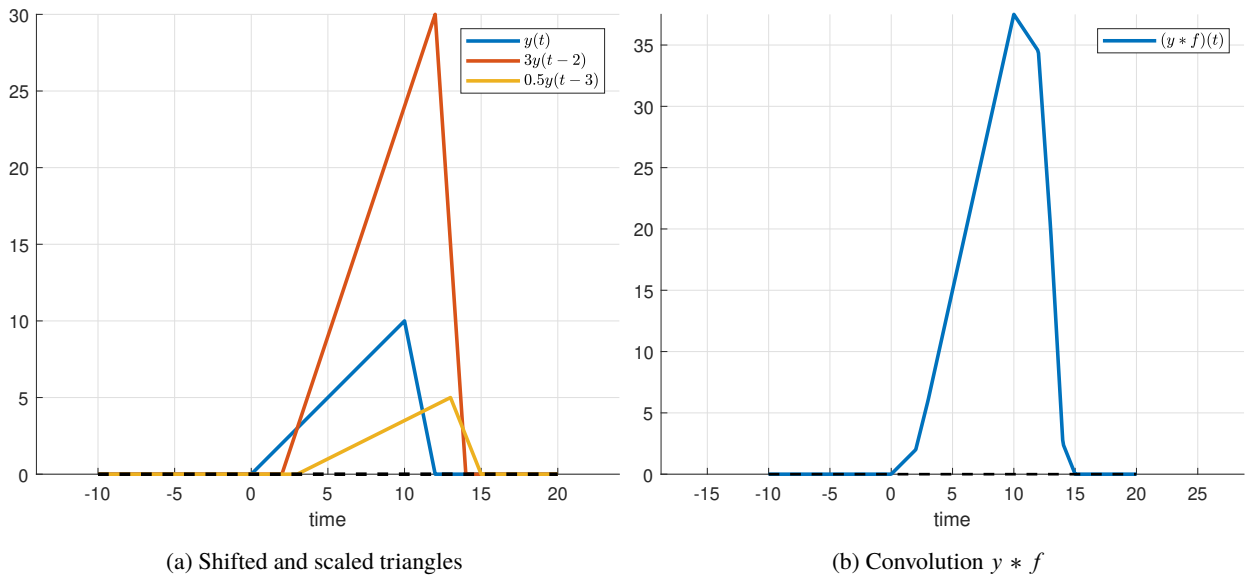 30
25
20
15
10
5
0
-10 -5 0 5 10 15 20
time
y(t)
3y(t − 2)
0.5y(t − 3)
(a) Shifted and scaled triangles
35
30
25
20
15
10
5
0
-15 -10 -5 0 5 10 15 20 25
time
(y ∗ f)(t)
(b) Convolution y ∗ f